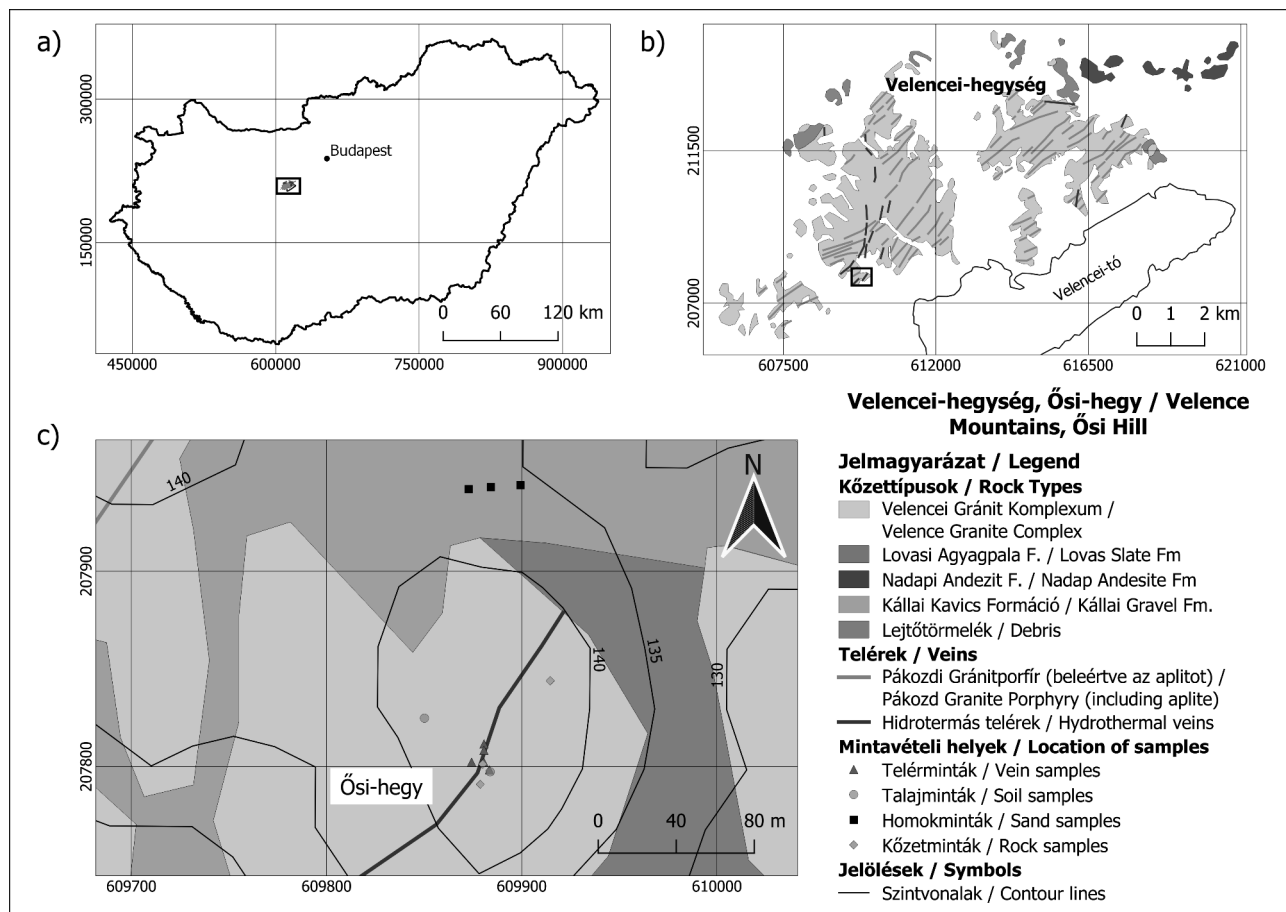 a)
300000
150000
Budapest
0 60 120 km
450000 600000 750000 900000
b)
Velencei-hegység
211500
207000
Velencei-tó
0 1 2 km
607500 612000 616500 621000
Velencei-hegység, Ősi-hegy / Velence
Mountains, Ősi Hill
c)
140
N
207900
140
135
130
207800
Ősi-hegy
0 40 80 m
609700 609800 609900 610000
Jelmagyarázat / Legend
Kőzettípusok / Rock Types
Velencei Gránit Komplexum /
Velence Granite Complex
Lovasi Agyagpala F. / Lovas Slate Fm
Nadapi Andezit F. / Nadap Andesite Fm
Kállai Kavics Formáció / Kállai Gravel Fm.
Lejtőtörmelék / Debris
Telérek / Veins
Pákozdi Gránitporfír (beleértve az aplitot) /
Pákozd Granite Porphyry (including aplite)
Hidrotermás telérek / Hydrothermal veins
Mintavételi helyek / Location of samples
Telérminták / Vein samples
Talajminták / Soil samples
Homokminták / Sand samples
Kőzetminták / Rock samples
Jelölések / Symbols
Szintvonalak / Contour lines